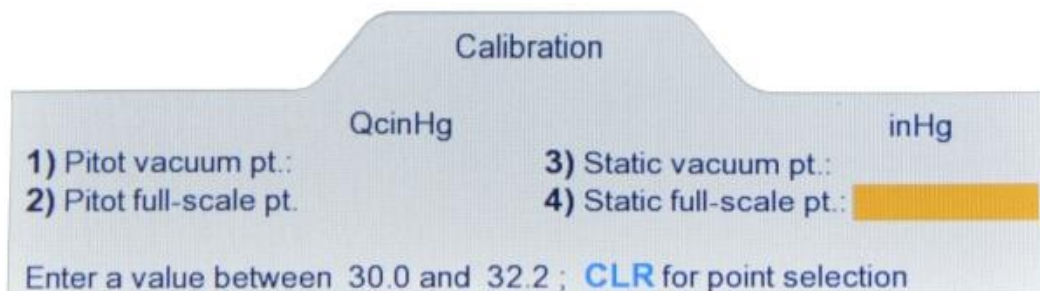 Calibration
QcinHg inHg
1) Pitot vacuum pt.: 3) Static vacuum pt.:
2) Pitot full-scale pt. 4) Static full-scale pt.:
Enter a value between 30.0 and 32.2 ; CLR for point selection